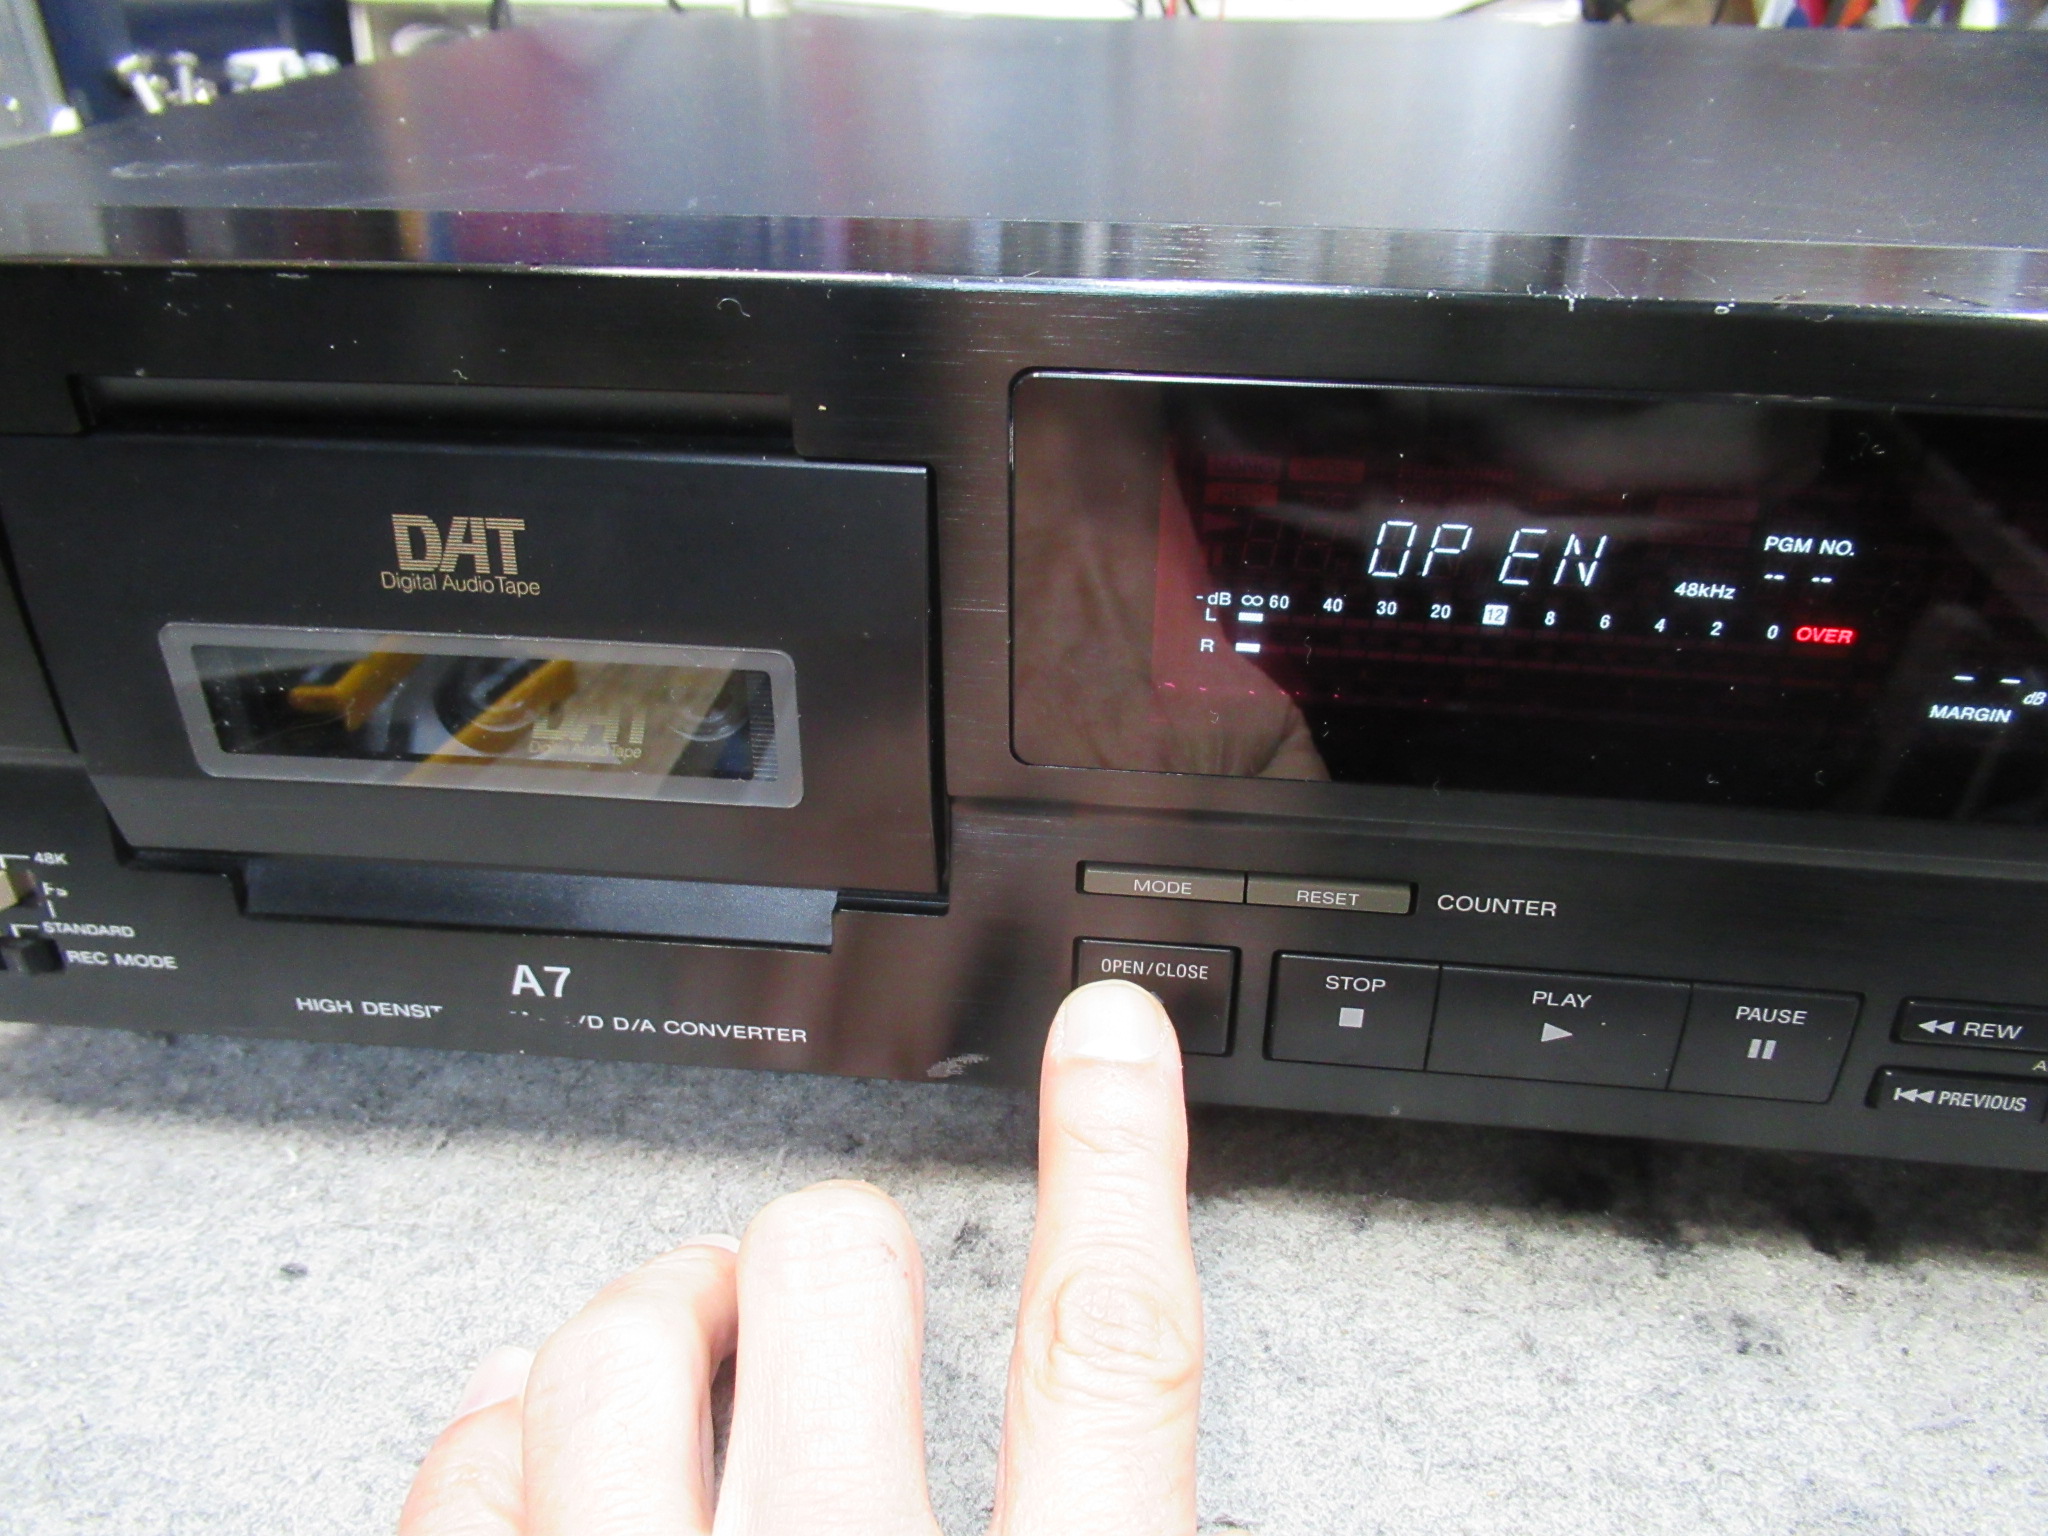 DAT
Digital Audio Tape
DAT
Digital Audio Tape
OPEN
PGM NO.
-- --
48kHz
-dB ∞ 60 40 30 20 12 8 6 4 2 0 OVER
L
R
-- dB
MARGIN
48K
STANDARD
REC MODE
A7
HIGH DENSIT
D/A CONVERTER
MODE RESET COUNTER
OPEN/CLOSE
STOP ■
PLAY ▶
PAUSE ⏸
◀◀ REW
PREVIOUS